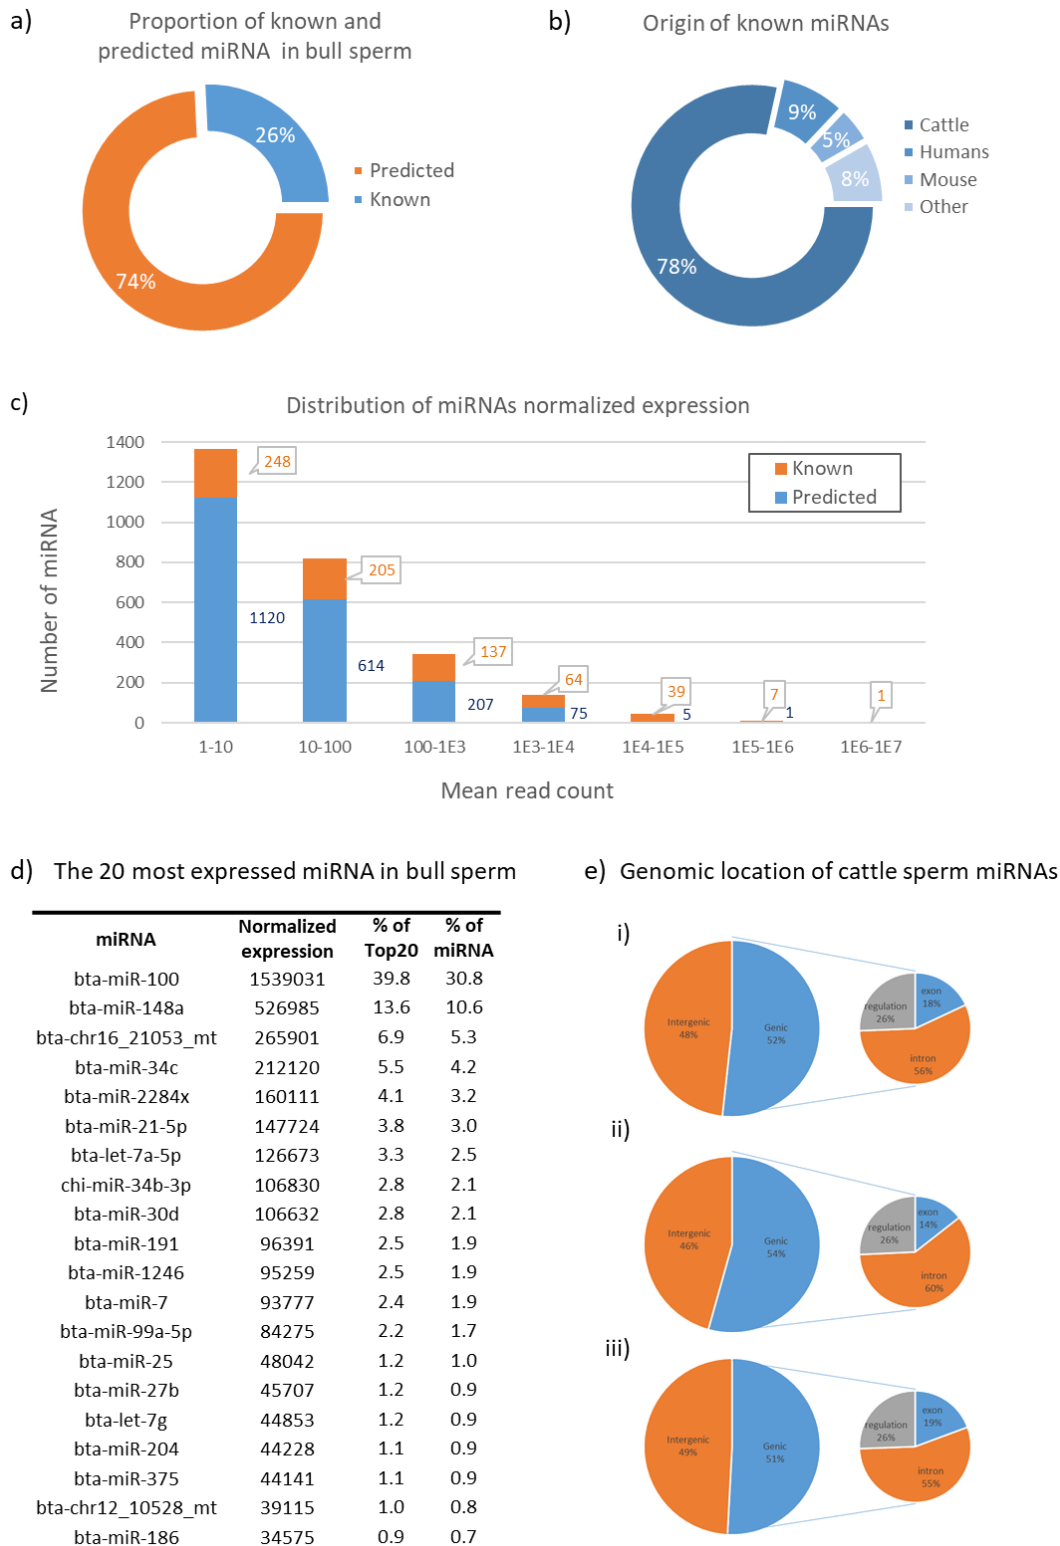 a)
Proportion of known and
predicted miRNA in bull sperm
26%
74%
Predicted
Known
b)
Origin of known miRNAs
9%
5%
8%
78%
Cattle
Humans
Mouse
Other
c)
Distribution of miRNAs normalized expression
Number of miRNA
1400
1200
1000
800
600
400
200
0
Known
Predicted
248
1120
205
614
137
207
64
75
39
5
7
1
1
1-10 10-100 100-1E3 1E3-1E4 1E4-1E5 1E5-1E6 1E6-1E7
Mean read count
d) The 20 most expressed miRNA in bull sperm
miRNA Normalized expression % of Top20 % of miRNA
bta-miR-100 1539031 39.8 30.8
bta-miR-148a 526985 13.6 10.6
bta-chr16_21053_mt 265901 6.9 5.3
bta-miR-34c 212120 5.5 4.2
bta-miR-2284x 160111 4.1 3.2
bta-miR-21-5p 147724 3.8 3.0
bta-let-7a-5p 126673 3.3 2.5
chi-miR-34b-3p 106830 2.8 2.1
bta-miR-30d 106632 2.8 2.1
bta-miR-191 96391 2.5 1.9
bta-miR-1246 95259 2.5 1.9
bta-miR-7 93777 2.4 1.9
bta-miR-99a-5p 84275 2.2 1.7
bta-miR-25 48042 1.2 1.0
bta-miR-27b 45707 1.2 0.9
bta-let-7g 44853 1.2 0.9
bta-miR-204 44228 1.1 0.9
bta-miR-375 44141 1.1 0.9
bta-chr12_10528_mt 39115 1.0 0.8
bta-miR-186 34575 0.9 0.7
e) Genomic location of cattle sperm miRNAs
i)
Intergenic
48%
Genic
52%
regulation
26%
exon
18%
intron
56%
ii)
Intergenic
46%
Genic
54%
regulation
26%
exon
14%
intron
60%
iii)
Intergenic
49%
Genic
51%
regulation
26%
exon
19%
intron
55%